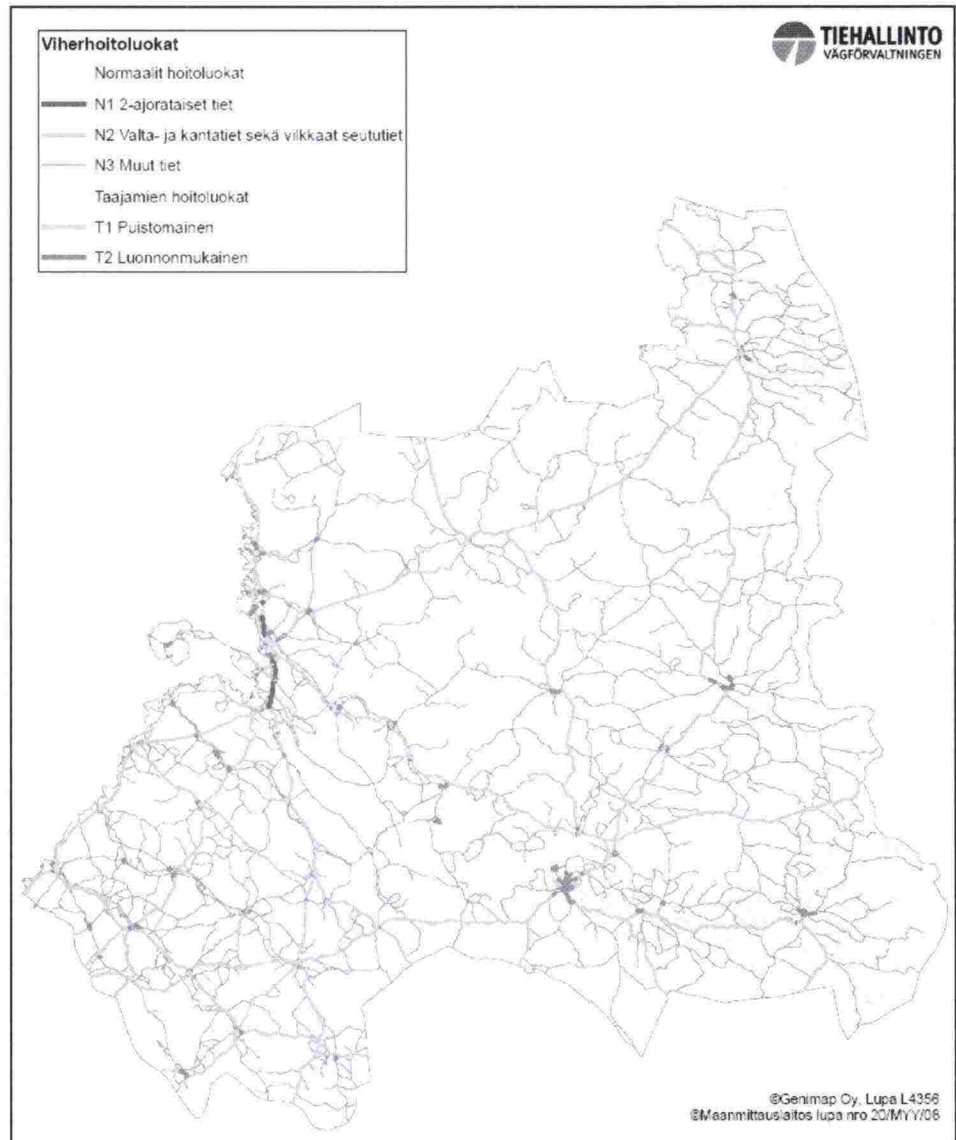 Viherhoitoluokat
Normaalit hoitoluokat
N1 2-ajorataiset tiet
N2 Valta- ja kantatiet sekä vilkkaat seututiet
N3 Muut tiet
Taajamien hoitoluokat
T1 Puistomainen
T2 Luonnonmukainen
TIEHALLINTO
VÄGFÖRVALTNINGEN
©Genimap Oy, Lupa L4356
©Maanmittauslaitos lupa nro 20/MYY/06